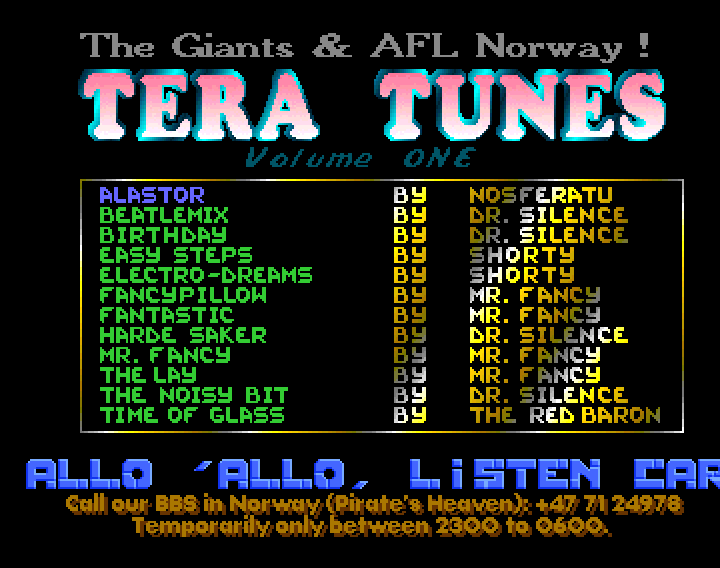 The Giants & AFL Norway !
TERA TUNES
Volume ONE
ALASTOR BY NOSFERATU
BEATLEMIX BY DR. SILENCE
BIRTHDAY BY DR. SILENCE
EASY STEPS BY SHORTY
ELECTRO-DREAMS BY SHORTY
FANCYPILLOW BY MR. FANCY
FANTASTIC BY MR. FANCY
HARDE SAKER BY DR. SILENCE
MR. FANCY BY MR. FANCY
THE LAY BY MR. FANCY
THE NOISY BIT BY DR. SILENCE
TIME OF GLASS BY THE RED BARON
ALLO 'ALLO, LiSTEN CAR
Call our BBS in Norway (Pirate's Heaven): +47 71 24978
Temporarily only between 2300 to 0600.